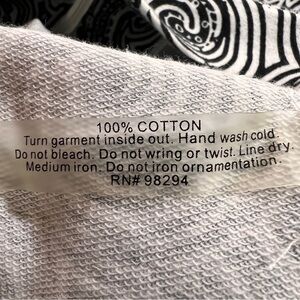 100% COTTON
Turn garment inside out. Hand wash cold.
Do not bleach. Do not wring or twist. Line dry.
Medium iron. Do not iron ornamentation.
RN# 98294